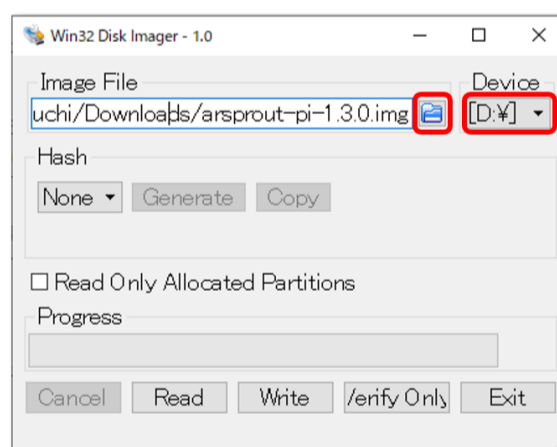 Win32 Disk Imager - 1.0
Image File
Device
uchi/Downloads/arsprout-pi-1.3.0.img
[D:¥]
Hash
None
Generate
Copy
Read Only Allocated Partitions
Progress
Cancel
Read
Write
/erify Only
Exit